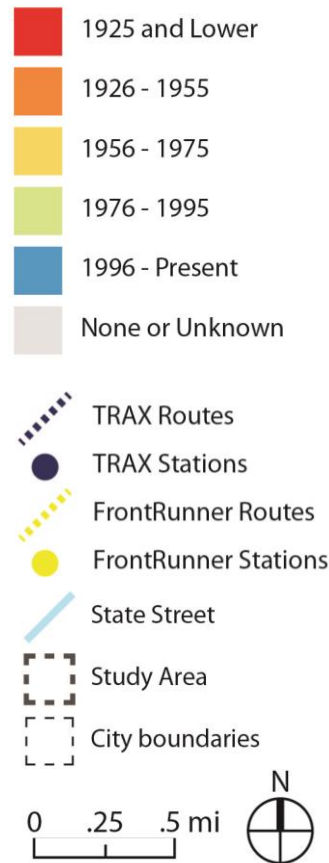 1925 and Lower
1926 - 1955
1956 - 1975
1976 - 1995
1996 - Present
None or Unknown
TRAX Routes
TRAX Stations
FrontRunner Routes
FrontRunner Stations
State Street
Study Area
City boundaries
N
0 .25 .5 mi